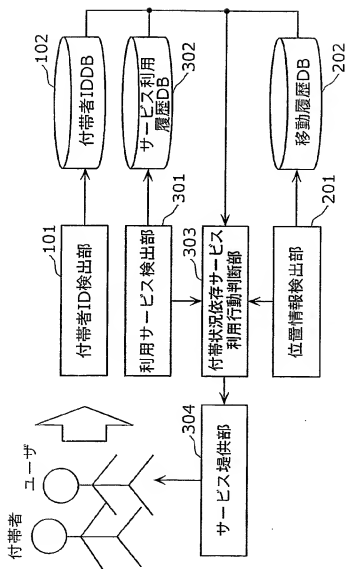 付帯者
ユーザ
101
付帯者ID検出部
102
付帯者IDDB
301
利用サービス検出部
302
サービス利用
履歴DB
303
付帯状況依存サービス
利用行動判断部
304
サービス提供部
201
位置情報検出部
202
移動履歴DB